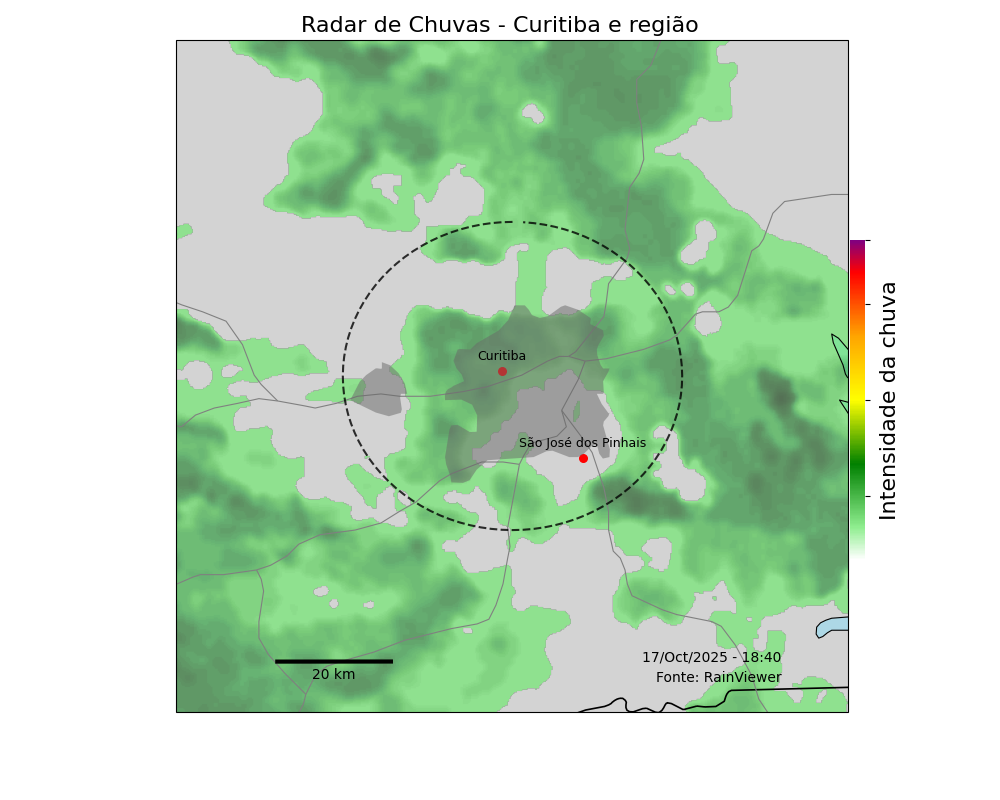 Radar de Chuvas - Curitiba e região
Curitiba
São José dos Pinhais
Intensidade da chuva
17/Oct/2025 - 18:40
Fonte: RainViewer
20 km